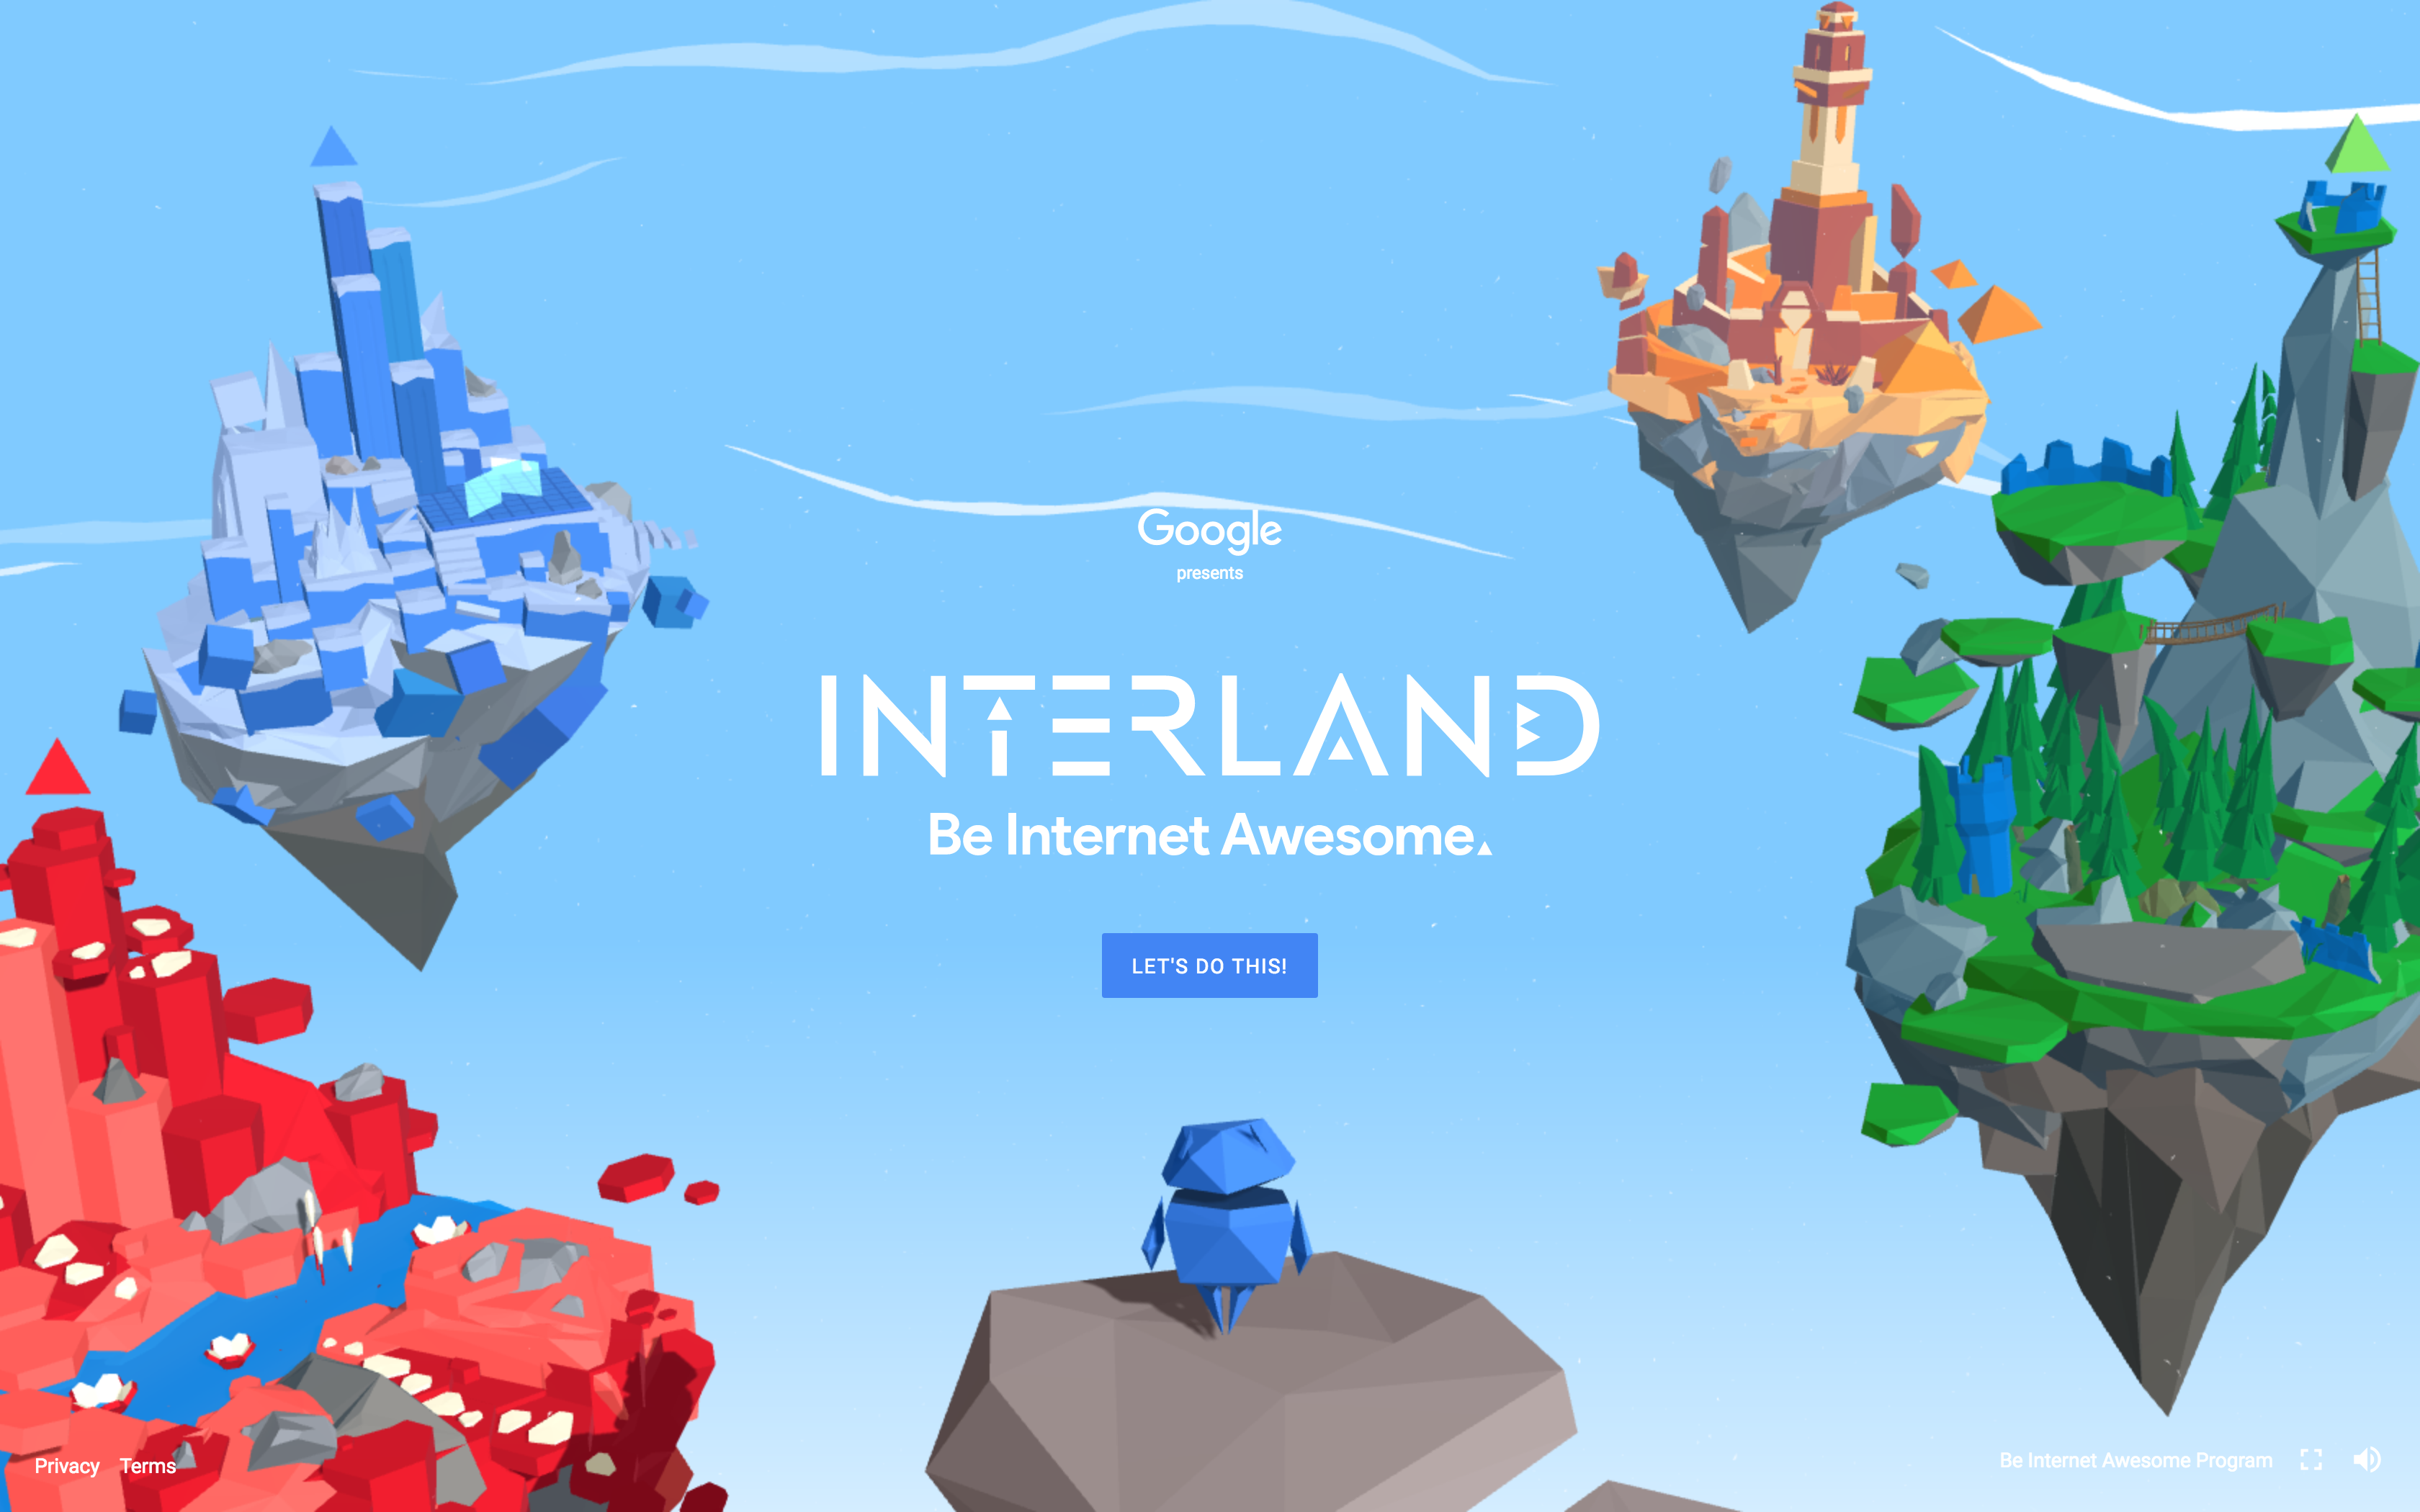 Google
presents
INTERLAND
Be Internet Awesome.
LET'S DO THIS!
Privacy Terms
Be Internet Awesome Program